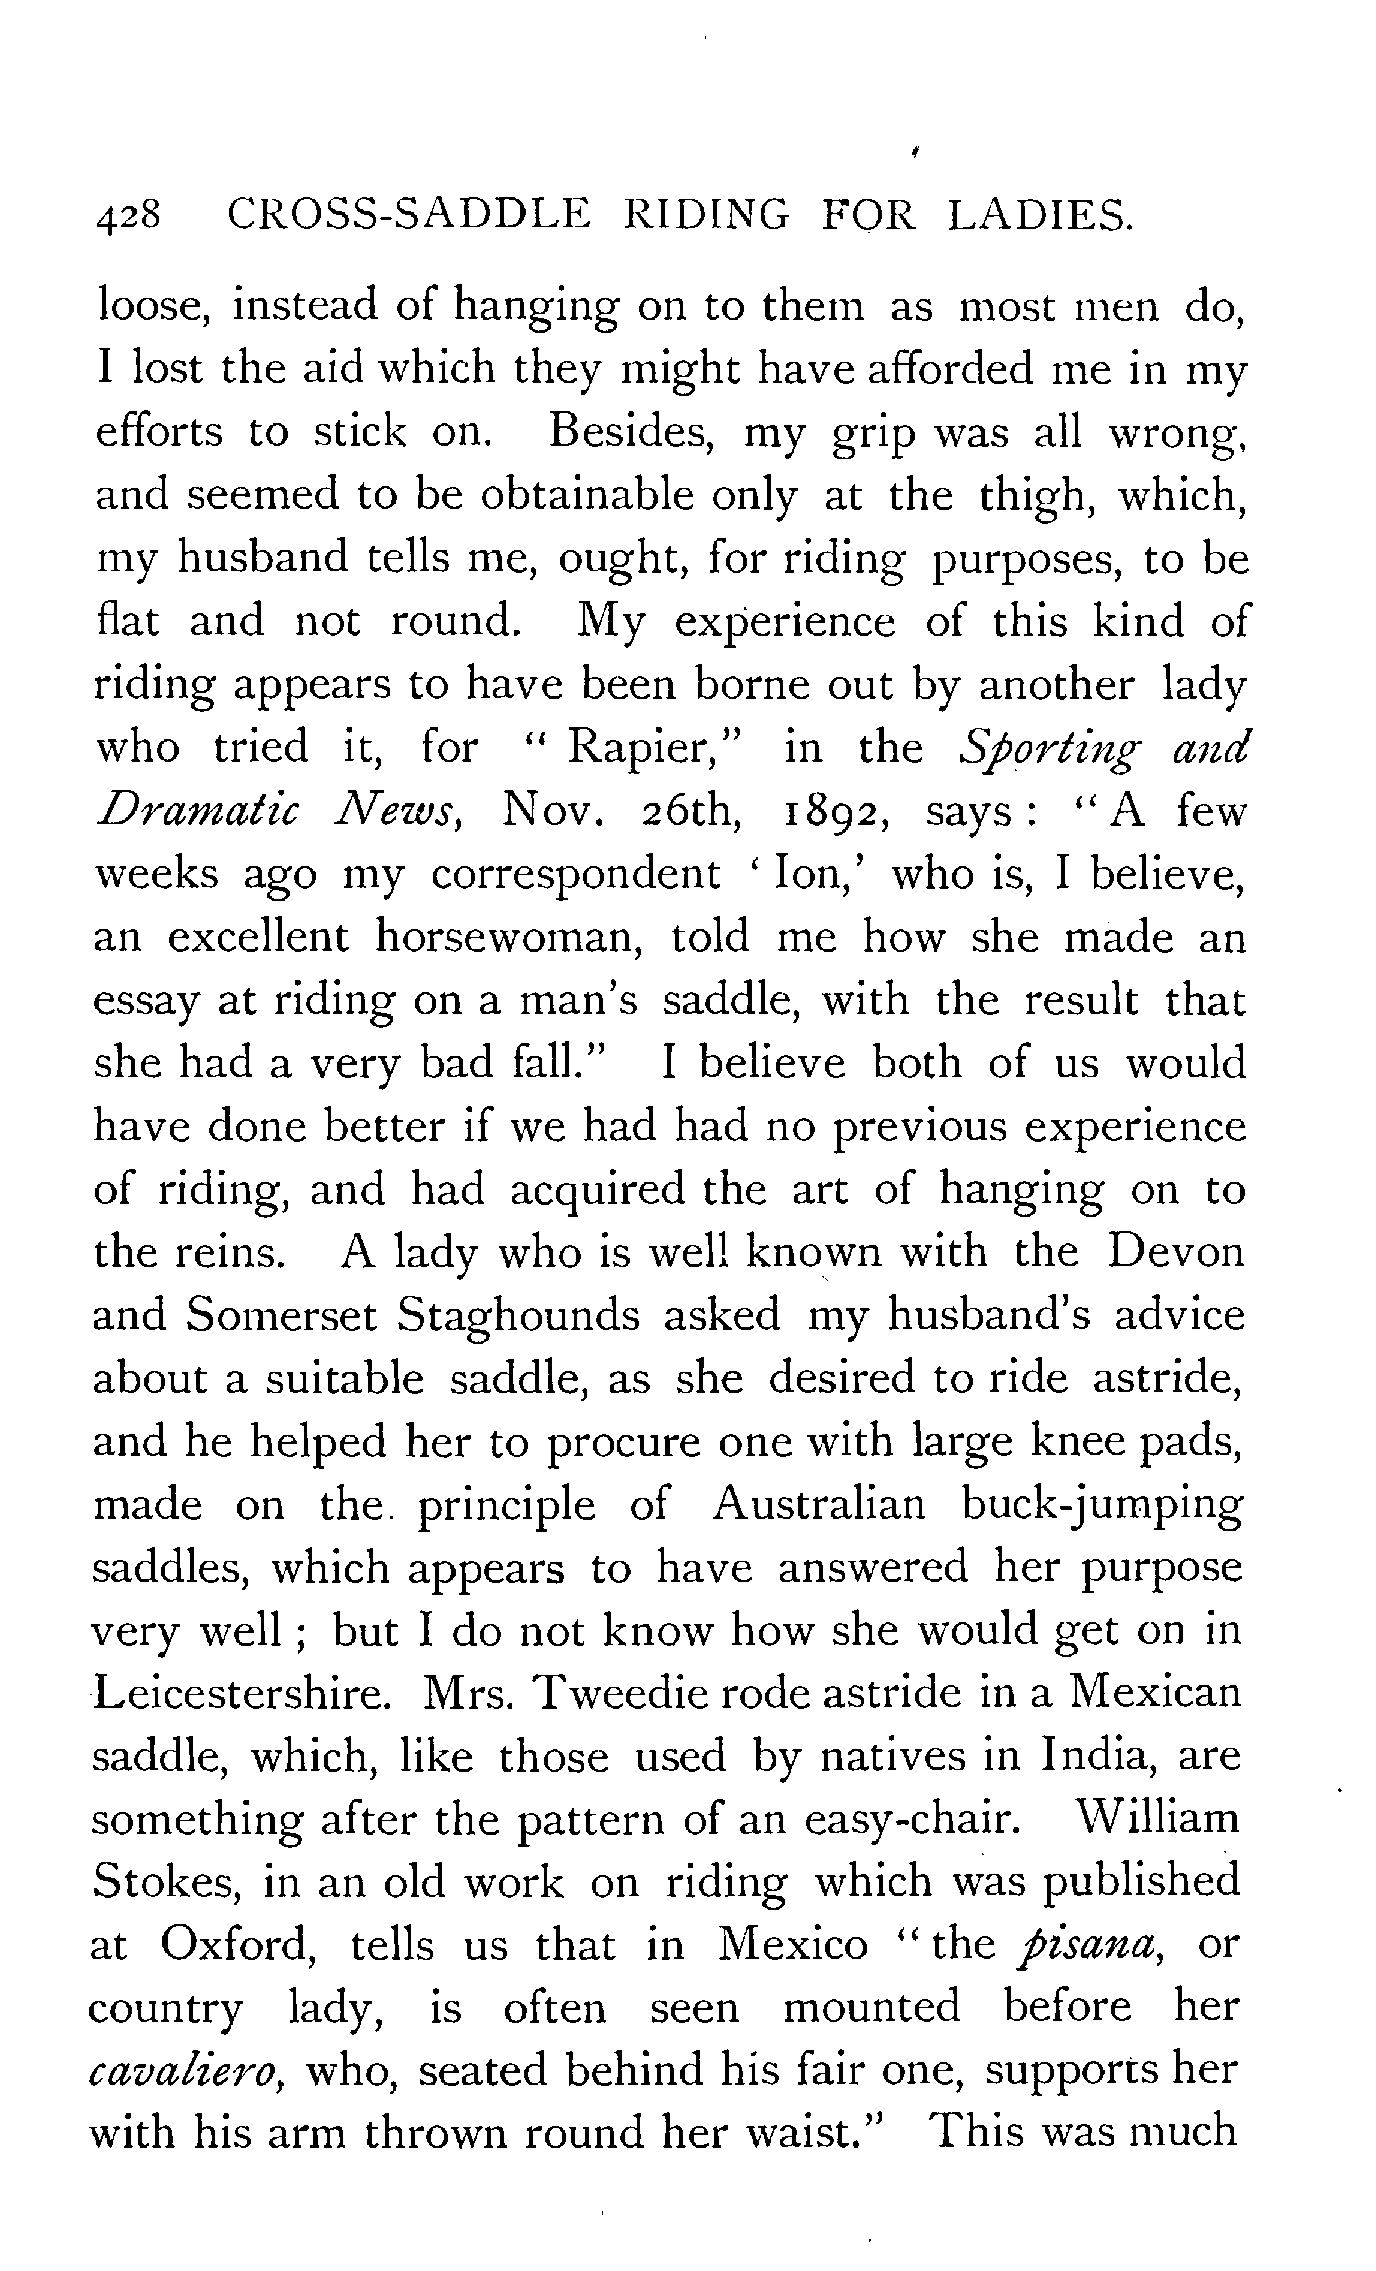 428 CROSS-SADDLE RIDING FOR LADIES.
loose, instead of hanging on to them as most men do,
I lost the aid which they might have afforded me in my
efforts to stick on. Besides, my grip was all wrong,
and seemed to be obtainable only at the thigh, which,
my husband tells me, ought, for riding purposes, to be
flat and not round. My experience of this kind of
riding appears to have been borne out by another lady
who tried it, for " Rapier," in the Sporting and
Dramatic News, Nov. 26th, 1892, says : " A few
weeks ago my correspondent ' Ion,' who is, I believe,
an excellent horsewoman, told me how she made an
essay at riding on a man's saddle, with the result that
she had a very bad fall." I believe both of us would
have done better if we had had no previous experience
of riding, and had acquired the art of hanging on to
the reins. A lady who is well known with the Devon
and Somerset Staghounds asked my husband's advice
about a suitable saddle, as she desired to ride astride,
and he helped her to procure one with large knee pads,
made on the principle of Australian buck-jumping
saddles, which appears to have answered her purpose
very well ; but I do not know how she would get on in
Leicestershire. Mrs. Tweedie rode astride in a Mexican
saddle, which, like those used by natives in India, are
something after the pattern of an easy-chair. William
Stokes, in an old work on riding which was published
at Oxford, tells us that in Mexico " the pisana, or
country lady, is often seen mounted before her
cavaliero, who, seated behind his fair one, supports her
with his arm thrown round her waist." This was much